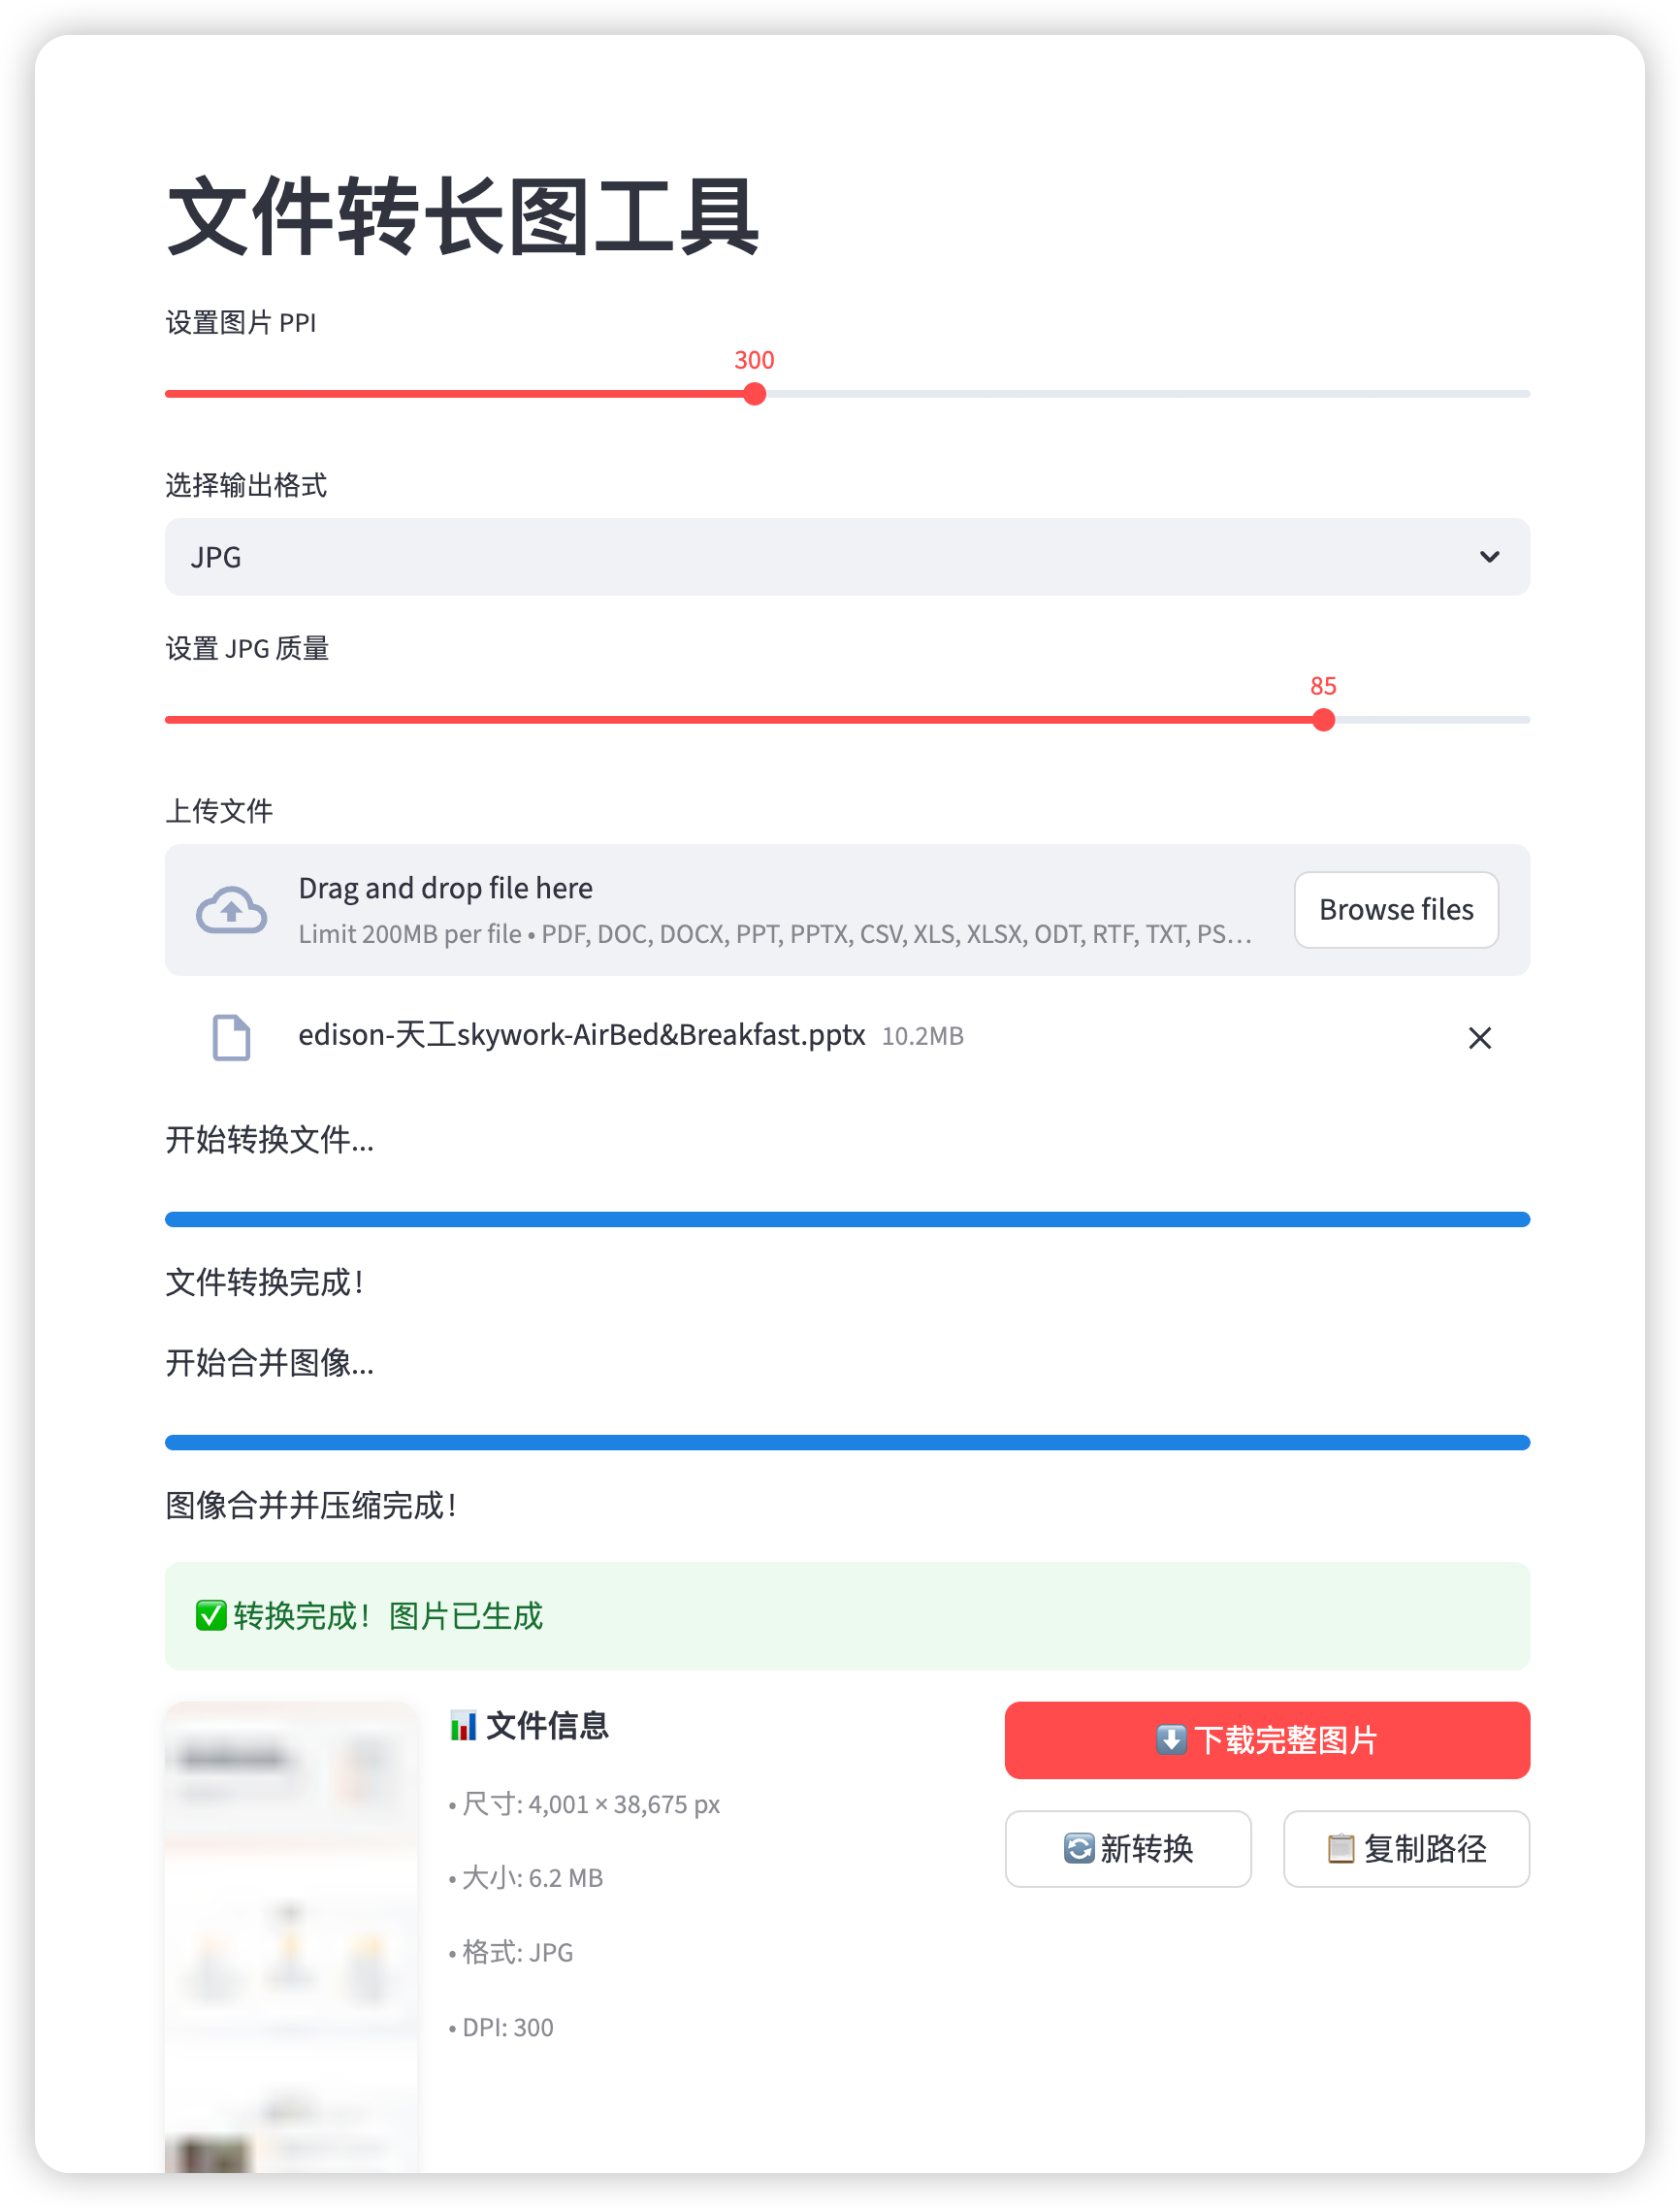 文件转长图工具
设置图片 PPI
300
选择输出格式
JPG
设置 JPG 质量
85
上传文件
Drag and drop file here
Limit 200MB per file • PDF, DOC, DOCX, PPT, PPTX, CSV, XLS, XLSX, ODT, RTF, TXT, PS...
Browse files
edison-天工skywork-AirBed&Breakfast.pptx 10.2MB
开始转换文件...
文件转换完成！
开始合并图像...
图像合并并压缩完成！
✅ 转换完成！图片已生成
📊 文件信息
• 尺寸: 4,001 × 38,675 px
• 大小: 6.2 MB
• 格式: JPG
• DPI: 300
⬇️ 下载完整图片
🔄 新转换
📋 复制路径